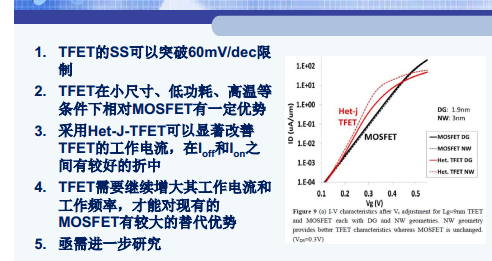 1. TFET的SS可以突破60mV/dec限
制
2. TFET在小尺寸、低功耗、高温等
条件下相对MOSFET有一定优势
3. 采用Het-J-TFET可以显著改善
TFET的工作电流，在Ioff和Ion之
间有较好的折中
4. TFET需要继续增大其工作电流和
工作频率，才能对现有的
MOSFET有较大的替代优势
5. 亟需进一步研究
1.E+02
1.E+01
1.E+00
1.E-01
1.E-02
1.E-03
1.E-04
ID (uA/um)
Het-j
TFET
MOSFET
DG: 1.9nm
NW: 3nm
MOSFET DG
MOSFET NW
Het. TFET DG
Het. TFET NW
0.1 0.2 0.3 0.4 0.5
Vg (V)
Figure 9 (a) I-V characteristics after Vt adjustment for Lg=9nm TFET
and MOSFET each with DG and NW geometries. NW geometry
provides better TFET characteristics whereas MOSFET is unchanged.
(VDS=0.3V)